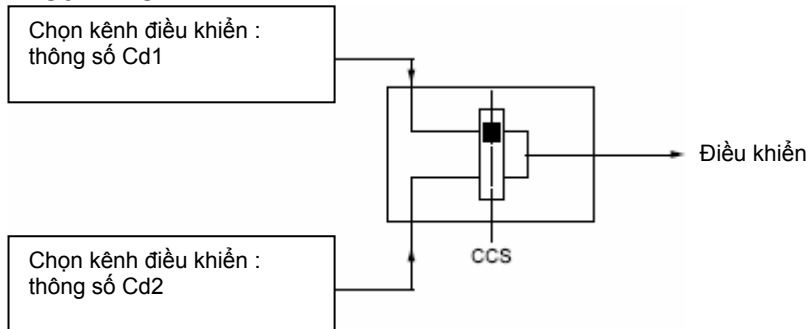 Chọn kênh điều khiển :
thông số Cd1
Điều khiển
CCS
Chọn kênh điều khiển :
thông số Cd2